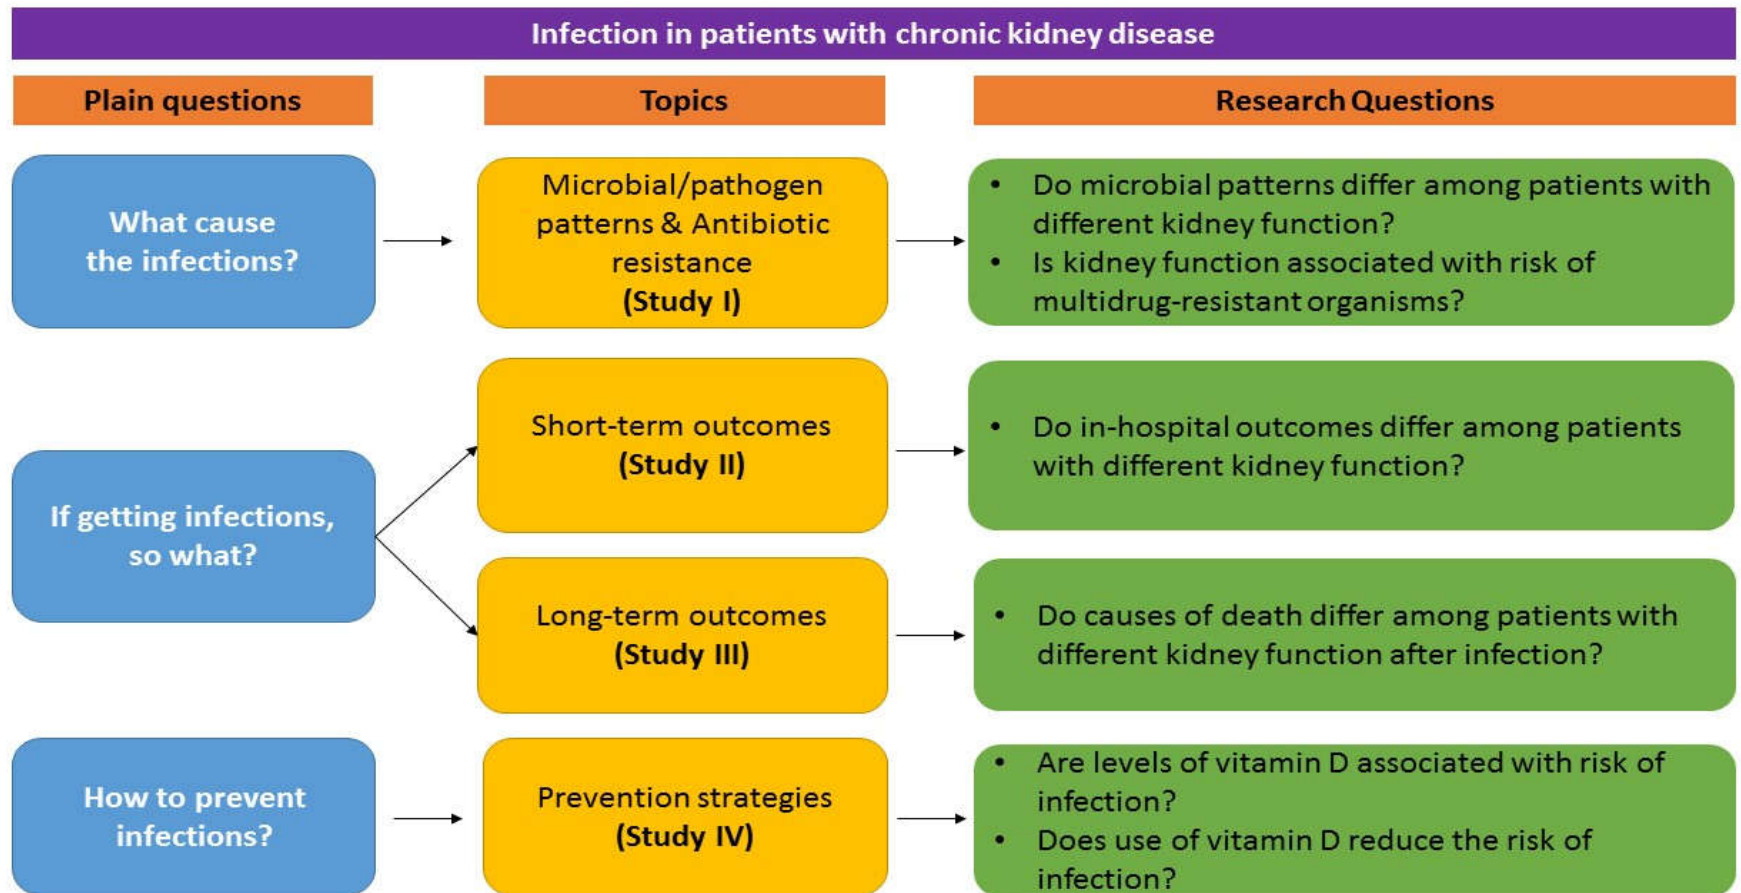 Infection in patients with chronic kidney disease
Plain questions
Topics
Research Questions
What cause
the infections?
Microbial/pathogen
patterns & Antibiotic
resistance
(Study I)
• Do microbial patterns differ among patients with
different kidney function?
• Is kidney function associated with risk of
multidrug-resistant organisms?
If getting infections,
so what?
Short-term outcomes
(Study II)
• Do in-hospital outcomes differ among patients
with different kidney function?
Long-term outcomes
(Study III)
• Do causes of death differ among patients with
different kidney function after infection?
How to prevent
infections?
Prevention strategies
(Study IV)
• Are levels of vitamin D associated with risk of
infection?
• Does use of vitamin D reduce the risk of
infection?